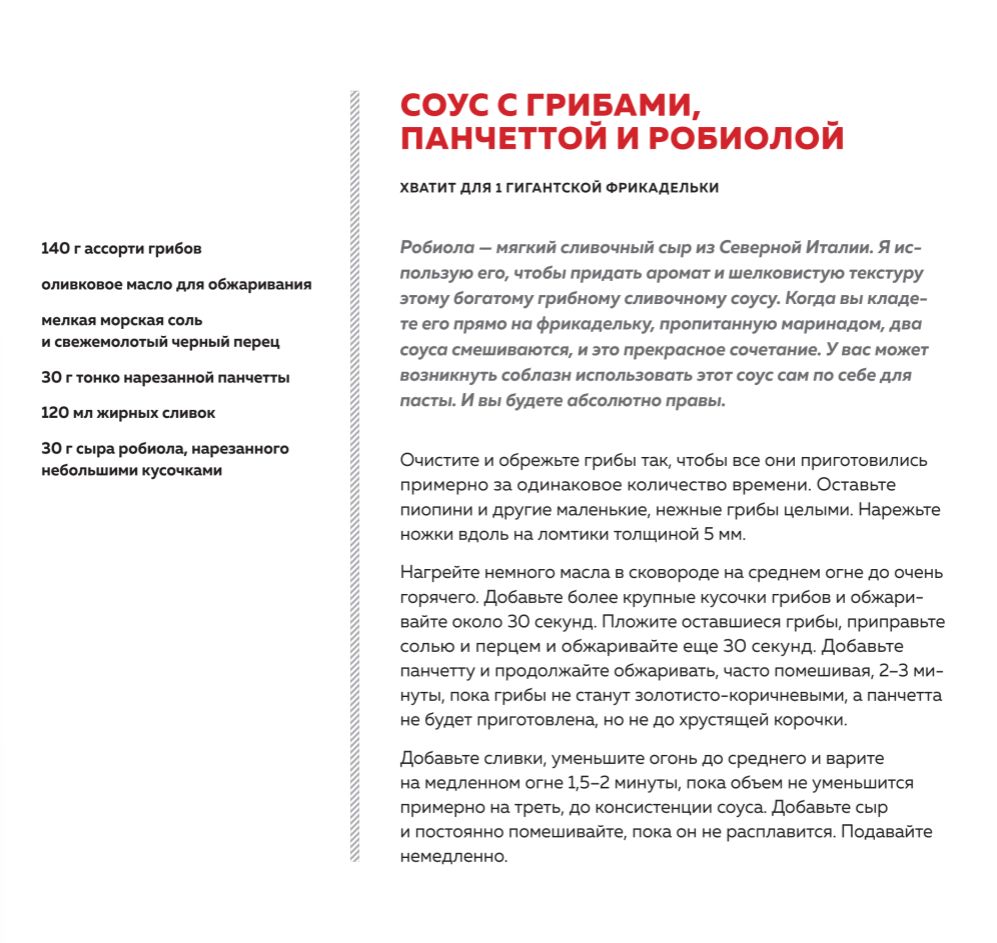 СОУС С ГРИБАМИ,
ПАНЧЕТТОЙ И РОБИОЛОЙ
ХВАТИТ ДЛЯ 1 ГИГАНТСКОЙ ФРИКАДЕЛЬКИ
140 г ассорти грибов
оливковое масло для обжаривания
мелкая морская соль
и свежемолотый черный перец
30 г тонко нарезанной панчетты
120 мл жирных сливок
30 г сыра робиола, нарезанного
небольшими кусочками
Робиола — мягкий сливочный сыр из Северной Италии. Я ис-
пользую его, чтобы придать аромат и шелковистую текстуру
этому богатому грибному сливочному соусу. Когда вы кладе-
те его прямо на фрикадельку, пропитанную маринадом, два
соуса смешиваются, и это прекрасное сочетание. У вас может
возникнуть соблазн использовать этот соус сам по себе для
пасты. И вы будете абсолютно правы.
Очистите и обрежьте грибы так, чтобы все они приготовились
примерно за одинаковое количество времени. Оставьте
пиопини и другие маленькие, нежные грибы целыми. Нарежьте
ножки вдоль на ломтики толщиной 5 мм.
Нагрейте немного масла в сковороде на среднем огне до очень
горячего. Добавьте более крупные кусочки грибов и обжари-
вайте около 30 секунд. Пложите оставшиеся грибы, приправьте
солью и перцем и обжаривайте еще 30 секунд. Добавьте
панчетту и продолжайте обжаривать, часто помешивая, 2–3 ми-
нуты, пока грибы не станут золотисто-коричневыми, а панчетта
не будет приготовлена, но не до хрустящей корочки.
Добавьте сливки, уменьшите огонь до среднего и варите
на медленном огне 1,5–2 минуты, пока объем не уменьшится
примерно на треть, до консистенции соуса. Добавьте сыр
и постоянно помешивайте, пока он не расплавится. Подавайте
немедленно.